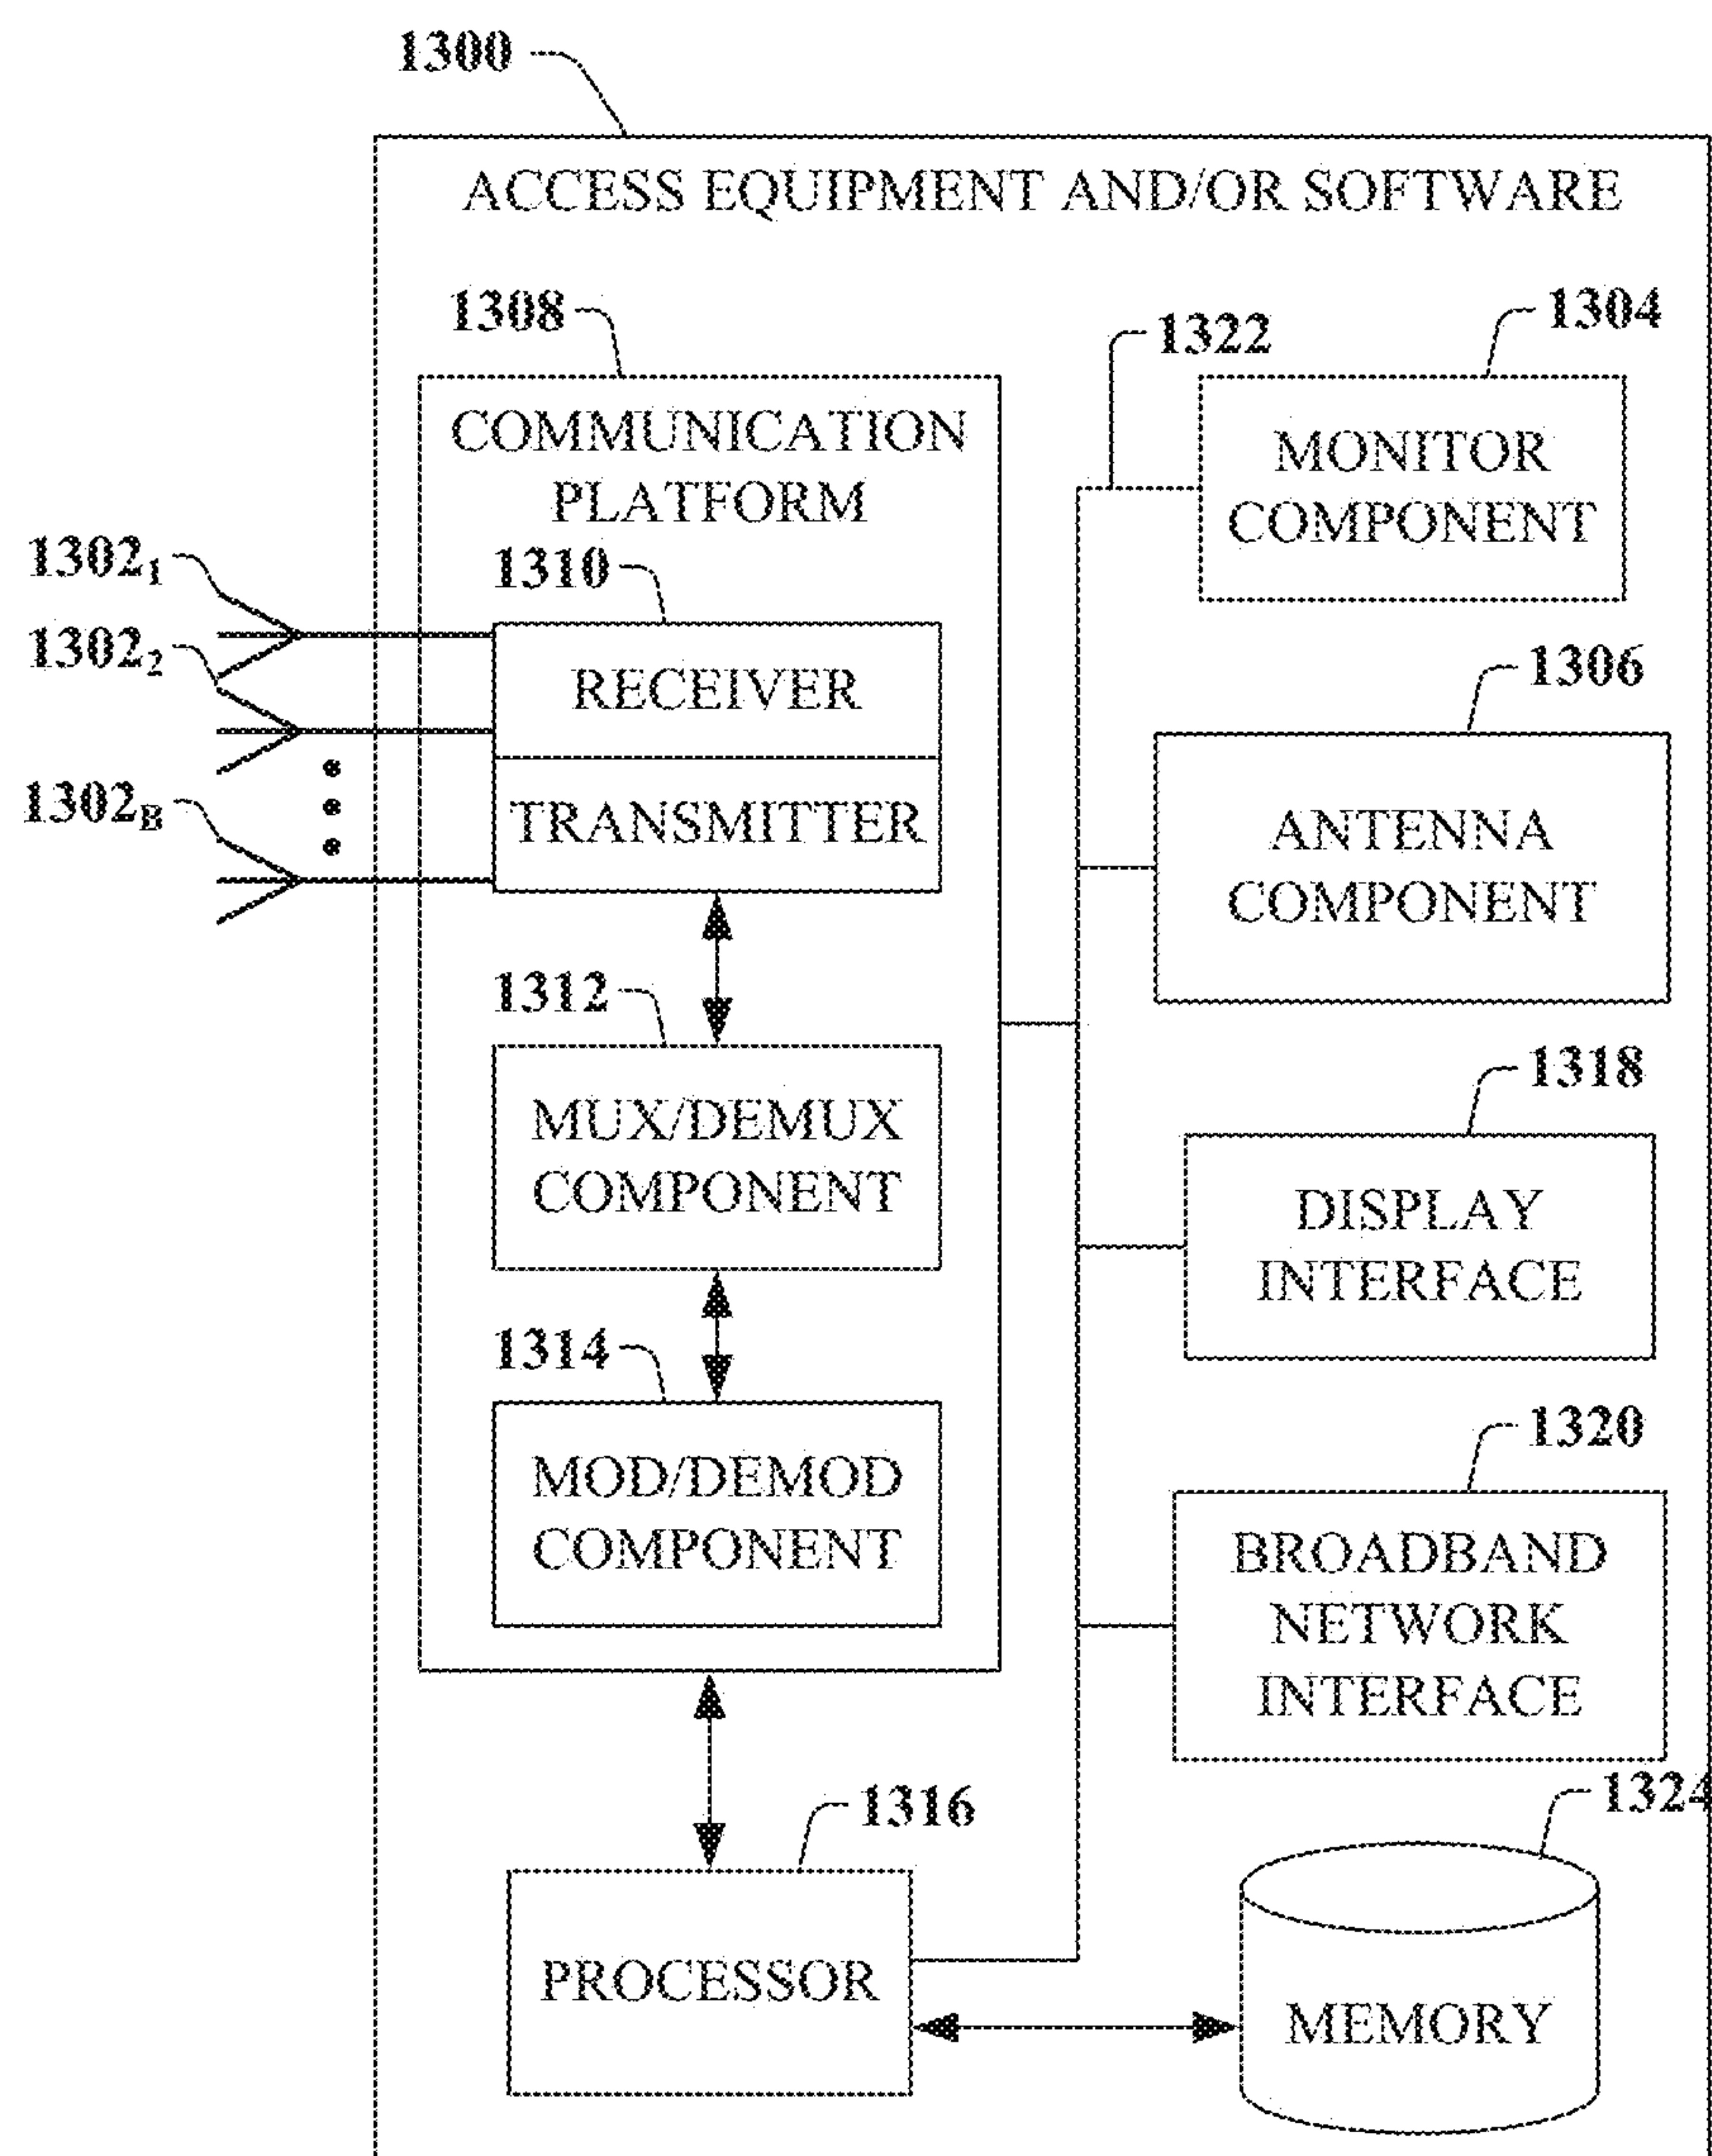 1300
ACCESS EQUIPMENT AND/OR SOFTWARE
1308
1304
1322
COMMUNICATION
PLATFORM
MONITOR
COMPONENT
1302₁
1310
1302₂
RECEIVER
1306
1302B
TRANSMITTER
ANTENNA
COMPONENT
1312
1318
MUX/DEMUX
COMPONENT
DISPLAY
INTERFACE
1314
1320
MOD/DEMOD
COMPONENT
BROADBAND
NETWORK
INTERFACE
1316
1324
PROCESSOR
MEMORY